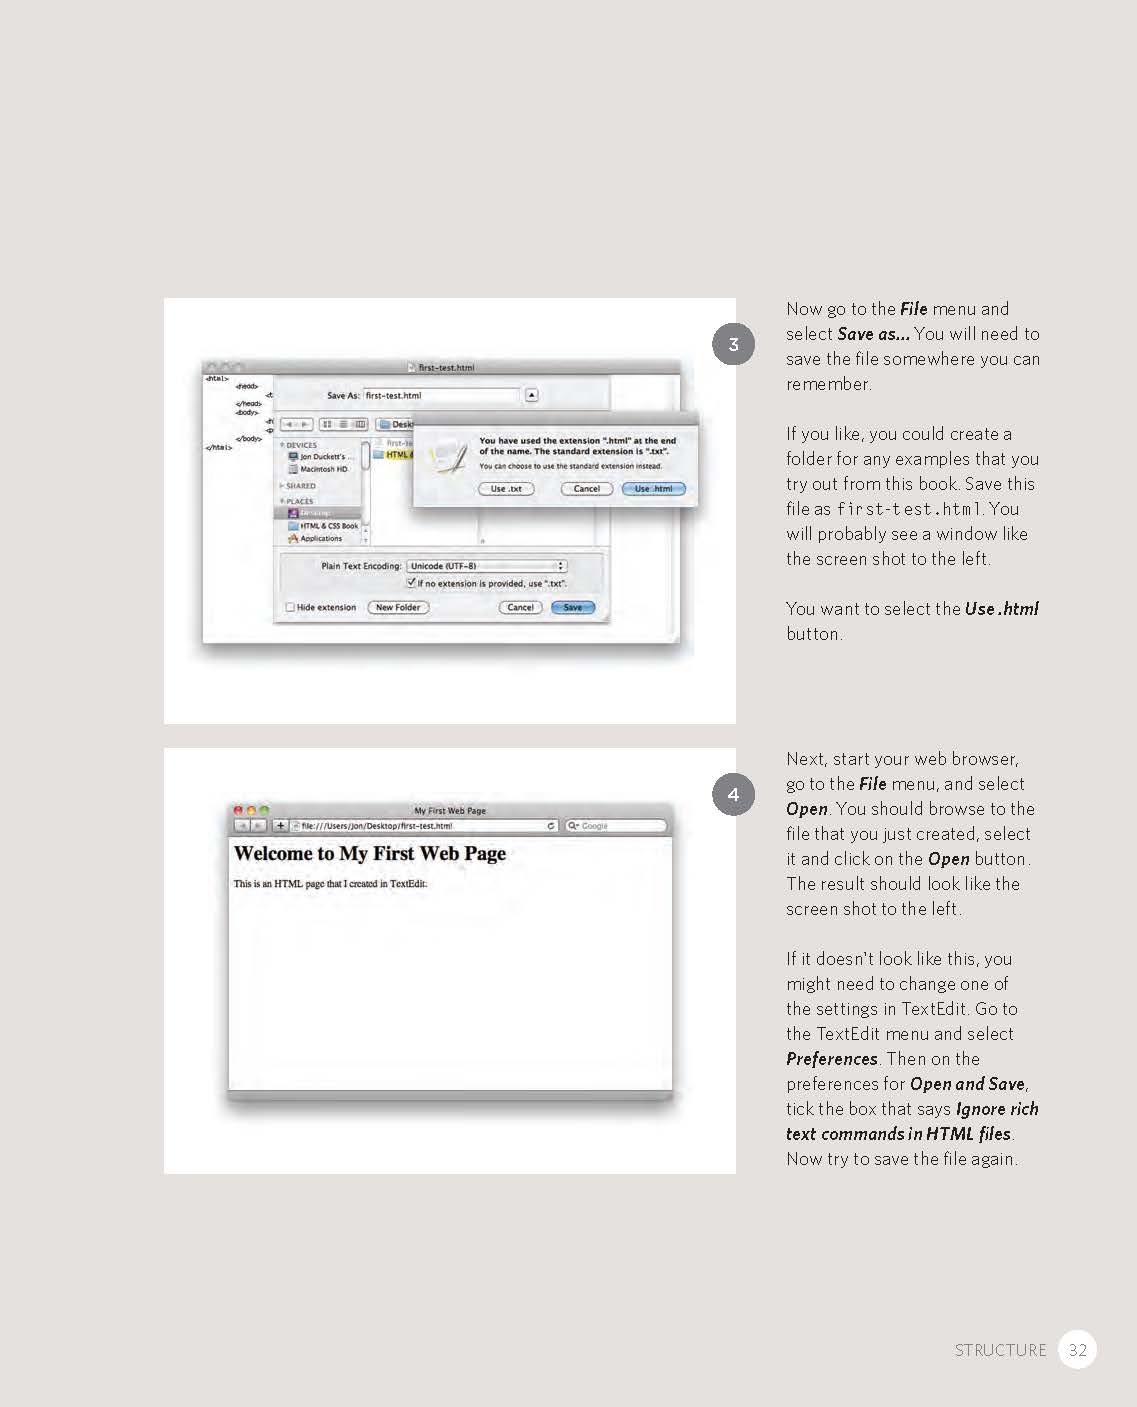 first-test.html
<html>
<head>
<t
</head>
<body>
<p
</body>
</html>
Save As: first-test.html
Deskt
DEVICES
Jon Duckett's ...
Macintosh HD
SHARED
PLACES
Desktop
HTML & CSS Book
Applications
first-te
HTML &
You have used the extension ".html" at the end
of the name. The standard extension is ".txt".
You can choose to use the standard extension instead.
Use .txt
Cancel
Use .html
Plain Text Encoding: Unicode (UTF-8)
If no extension is provided, use ".txt".
Hide extension
New Folder
Cancel
Save
3
Now go to the File menu and
select Save as... You will need to
save the file somewhere you can
remember.
If you like, you could create a
folder for any examples that you
try out from this book. Save this
file as first-test.html. You
will probably see a window like
the screen shot to the left.
You want to select the Use .html
button.
My First Web Page
file:///Users/Jon/Desktop/first-test.html
Google
Welcome to My First Web Page
This is an HTML page that I created in TextEdit.
4
Next, start your web browser,
go to the File menu, and select
Open. You should browse to the
file that you just created, select
it and click on the Open button.
The result should look like the
screen shot to the left.
If it doesn't look like this, you
might need to change one of
the settings in TextEdit. Go to
the TextEdit menu and select
Preferences. Then on the
preferences for Open and Save,
tick the box that says Ignore rich
text commands in HTML files.
Now try to save the file again.
STRUCTURE 32